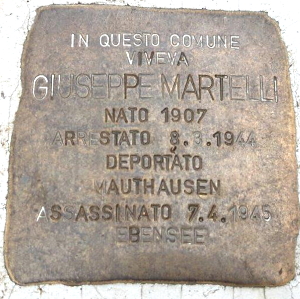 IN QUESTO COMUNE
VIVEVA
GIUSEPPE MARTELLI
NATO 1907
ARRESTATO 8.3.1944
DEPORTATO
MAUTHAUSEN
ASSASSINATO 7.4.1945
EBENSEE